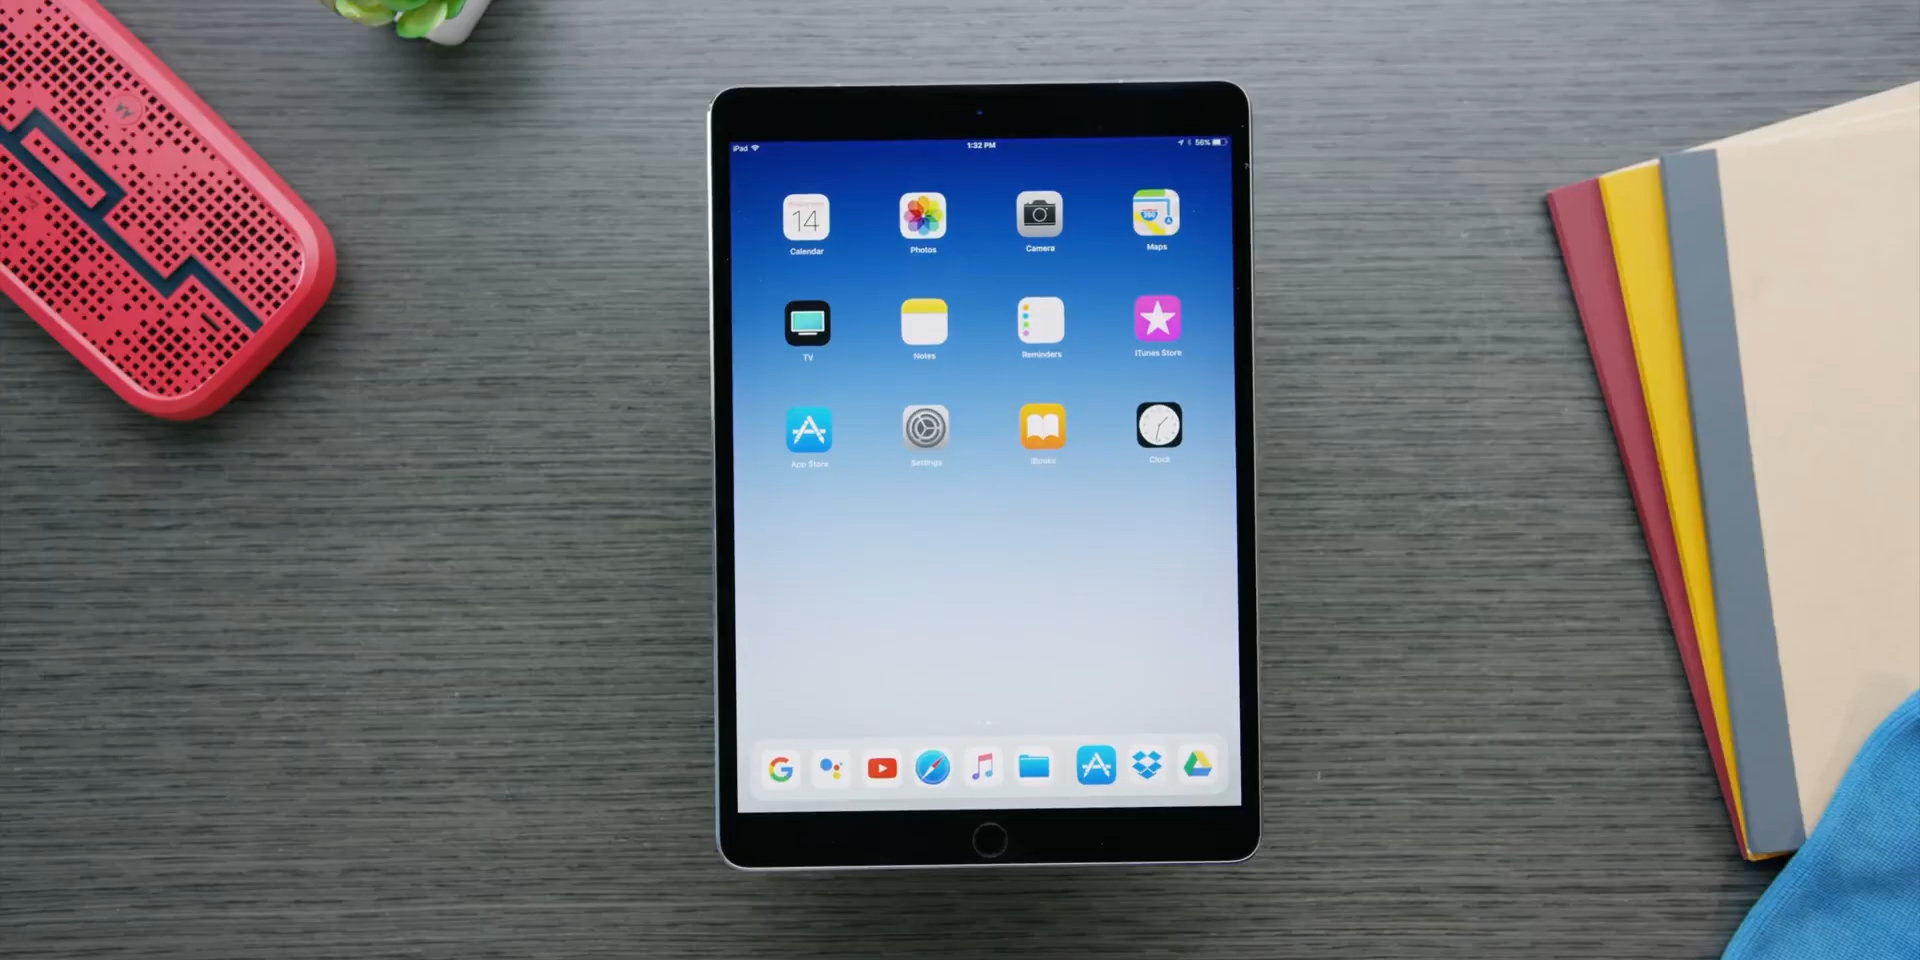 iPad
1:32 PM
56%
14
Calendar
Photos
Camera
280
Maps
TV
Notes
Reminders
iTunes Store
App Store
Settings
iBooks
Clock
G